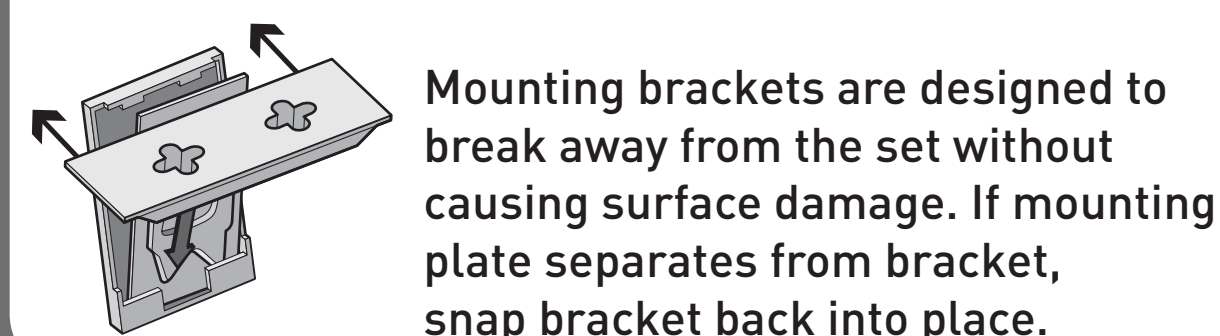 Mounting brackets are designed to
break away from the set without
causing surface damage. If mounting
plate separates from bracket,
snap bracket back into place.